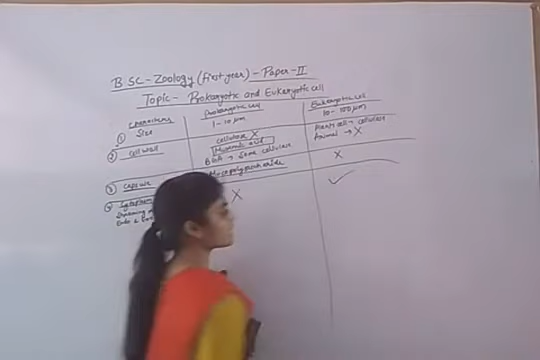 B SC - Zoology (first year) - Paper - II
Topic - Prokaryotic and Eukaryotic cell
characters Prokaryotic cell Eukaryotic cell
① Size 1-10 µm 10-100 µm
② cell wall cellulose X Plant cell → cellulose
Muramic acid Animal → X
BGA → Some cellulose
③ capsule Mucopolysaccharide X
④ X ✓